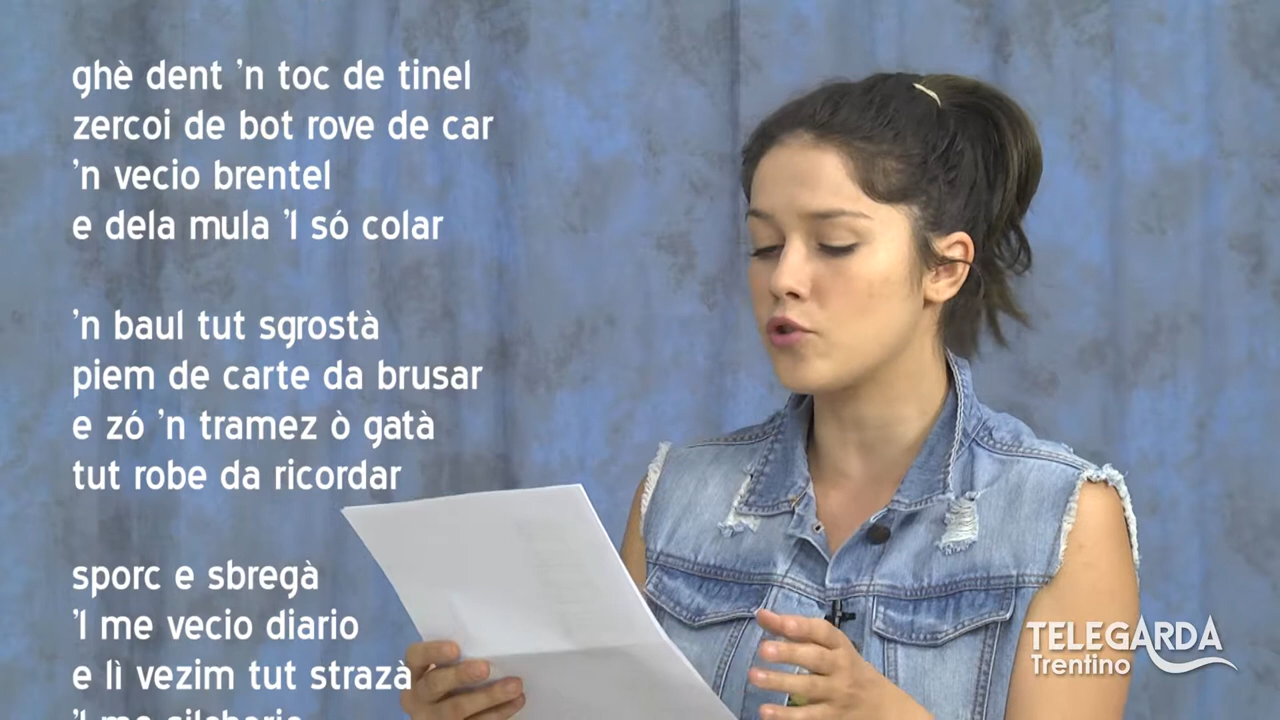 ghè dent 'n toc de tinel
zercoi de bot rove de car
'n vecio brentel
e dela mula 'l só colar
'n baul tut sgrostà
piem de carte da brusar
e zó 'n tramez ò gatà
tut robe da ricordar
sporc e sbregà
'l me vecio diario
e lì vezim tut strazà
'l me silabario
TELEGARDA
Trentino